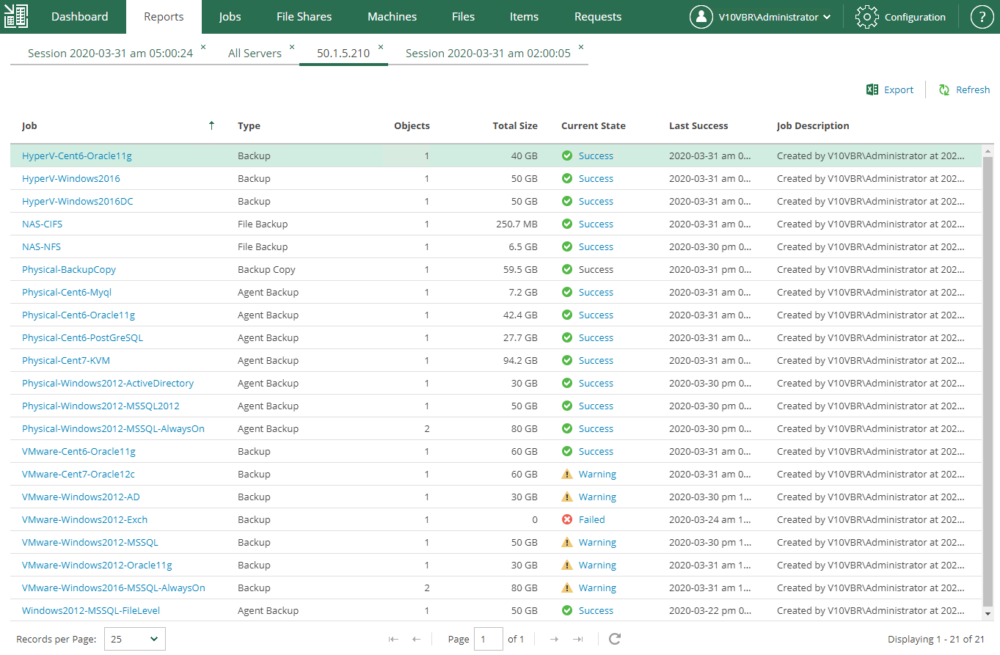 Dashboard Reports Jobs File Shares Machines Files Items Requests V10VBR\Administrator Configuration ?
Session 2020-03-31 am 05:00:24 × All Servers × 50.1.5.210 × Session 2020-03-31 am 02:00:05 ×
Export Refresh
Job Type Objects Total Size Current State Last Success Job Description
HyperV-Cent6-Oracle11g Backup 1 40 GB Success 2020-03-31 am 0... Created by V10VBR\Administrator at 202...
HyperV-Windows2016 Backup 1 50 GB Success 2020-03-31 am 0... Created by V10VBR\Administrator at 202...
HyperV-Windows2016DC Backup 1 50 GB Success 2020-03-31 am 0... Created by V10VBR\Administrator at 202...
NAS-CIFS File Backup 1 250.7 MB Success 2020-03-31 am 0... Created by V10VBR\Administrator at 202...
NAS-NFS File Backup 1 6.5 GB Success 2020-03-30 pm 0... Created by V10VBR\Administrator at 202...
Physical-BackupCopy Backup Copy 1 59.5 GB Success 2020-03-31 pm 0... Created by V10VBR\Administrator at 202...
Physical-Cent6-Myql Agent Backup 1 7.2 GB Success 2020-03-31 am 0... Created by V10VBR\Administrator at 202...
Physical-Cent6-Oracle11g Agent Backup 1 42.4 GB Success 2020-03-31 am 0... Created by V10VBR\Administrator at 202...
Physical-Cent6-PostGreSQL Agent Backup 1 27.7 GB Success 2020-03-31 am 0... Created by V10VBR\Administrator at 202...
Physical-Cent7-KVM Agent Backup 1 94.2 GB Success 2020-03-31 am 0... Created by V10VBR\Administrator at 202...
Physical-Windows2012-ActiveDirectory Agent Backup 1 30 GB Success 2020-03-30 pm 0... Created by V10VBR\Administrator at 202...
Physical-Windows2012-MSSQL2012 Agent Backup 1 50 GB Success 2020-03-30 pm 0... Created by V10VBR\Administrator at 202...
Physical-Windows2012-MSSQL-AlwaysOn Agent Backup 2 80 GB Success 2020-03-30 pm 0... Created by V10VBR\Administrator at 202...
VMware-Cent6-Oracle11g Backup 1 60 GB Success 2020-03-31 am 0... Created by V10VBR\Administrator at 202...
VMware-Cent7-Oracle12c Backup 1 60 GB Warning 2020-03-31 am 0... Created by V10VBR\Administrator at 202...
VMware-Windows2012-AD Backup 1 30 GB Warning 2020-03-30 pm 1... Created by V10VBR\Administrator at 202...
VMware-Windows2012-Exch Backup 1 0 Failed 2020-03-24 am 1... Created by V10VBR\Administrator at 202...
VMware-Windows2012-MSSQL Backup 1 50 GB Warning 2020-03-30 pm 1... Created by V10VBR\Administrator at 202...
VMware-Windows2012-Oracle11g Backup 1 30 GB Warning 2020-03-31 am 1... Created by V10VBR\Administrator at 202...
VMware-Windows2016-MSSQL-AlwaysOn Backup 2 80 GB Warning 2020-03-31 am 1... Created by V10VBR\Administrator at 202...
Windows2012-MSSQL-FileLevel Agent Backup 1 50 GB Success 2020-03-22 pm 0... Created by V10VBR\Administrator at 202...
Records per Page: 25 Page 1 of 1 Displaying 1 - 21 of 21